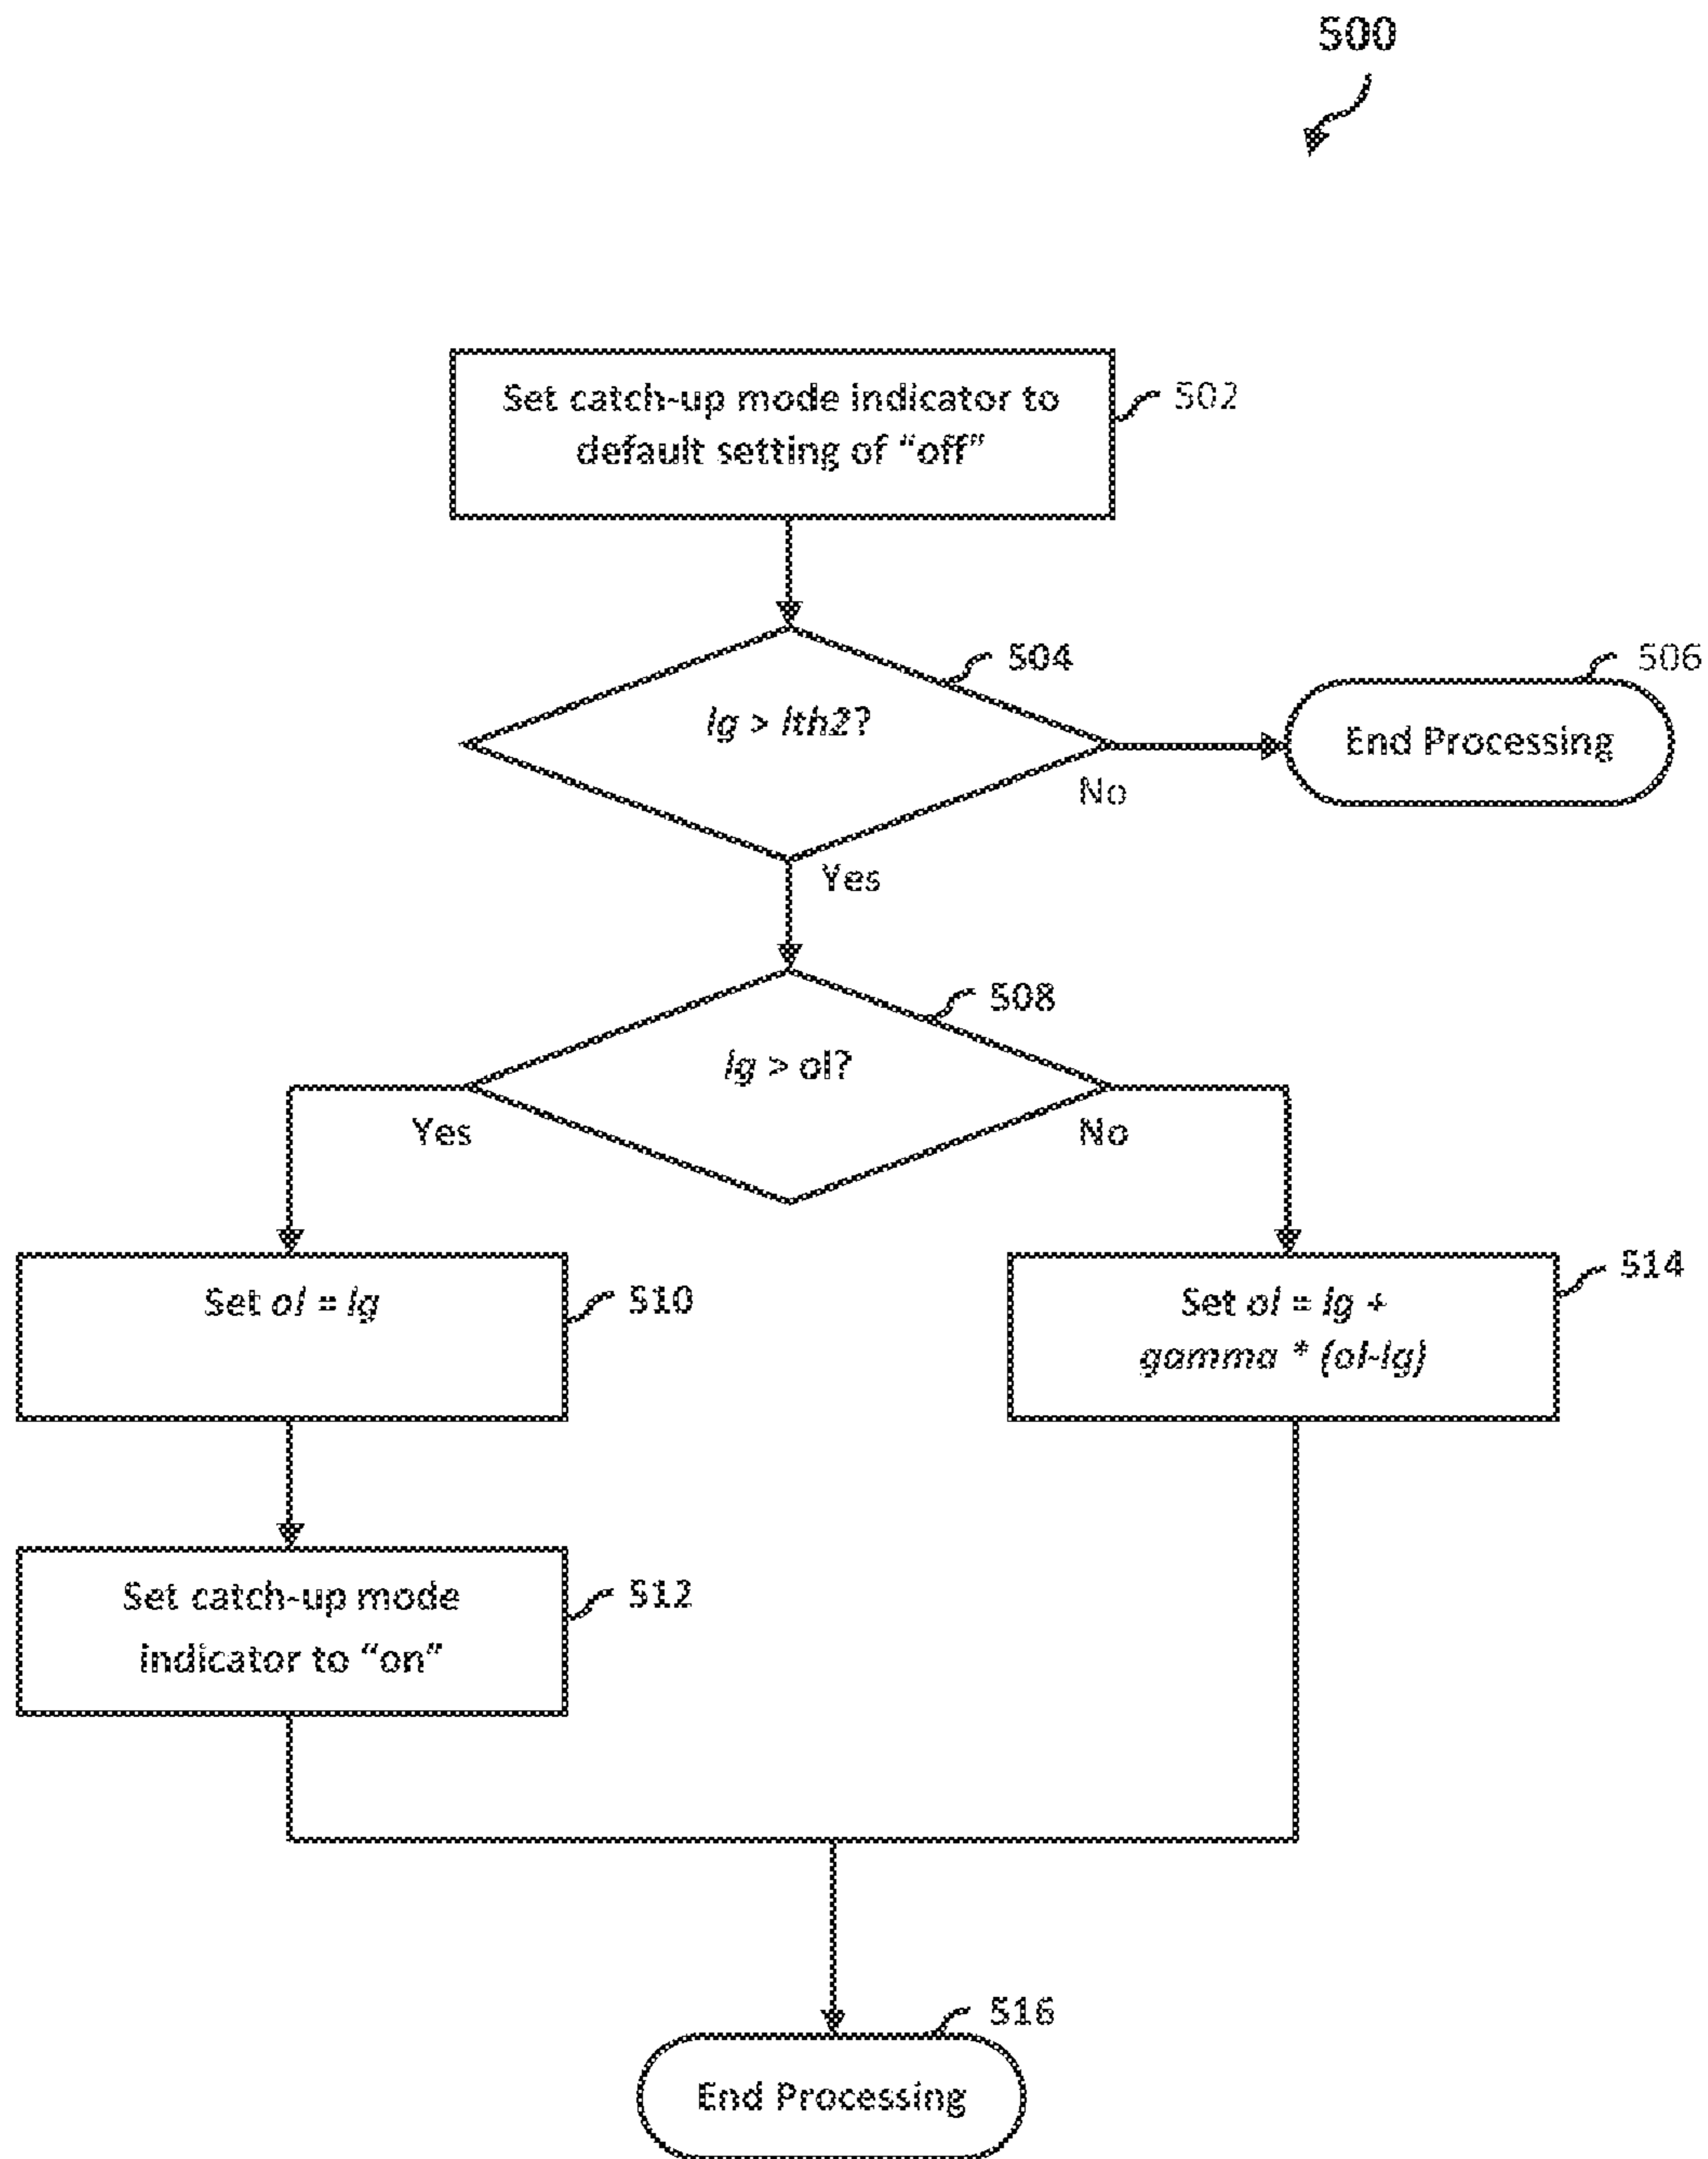 500
Set catch-up mode indicator to
default setting of “off”
502
lg > lth2?
504
No
End Processing
506
Yes
lg > ol?
508
Yes
No
Set ol = lg
510
Set ol = lg +
gamma * (ol-lg)
514
Set catch-up mode
indicator to “on”
512
End Processing
516